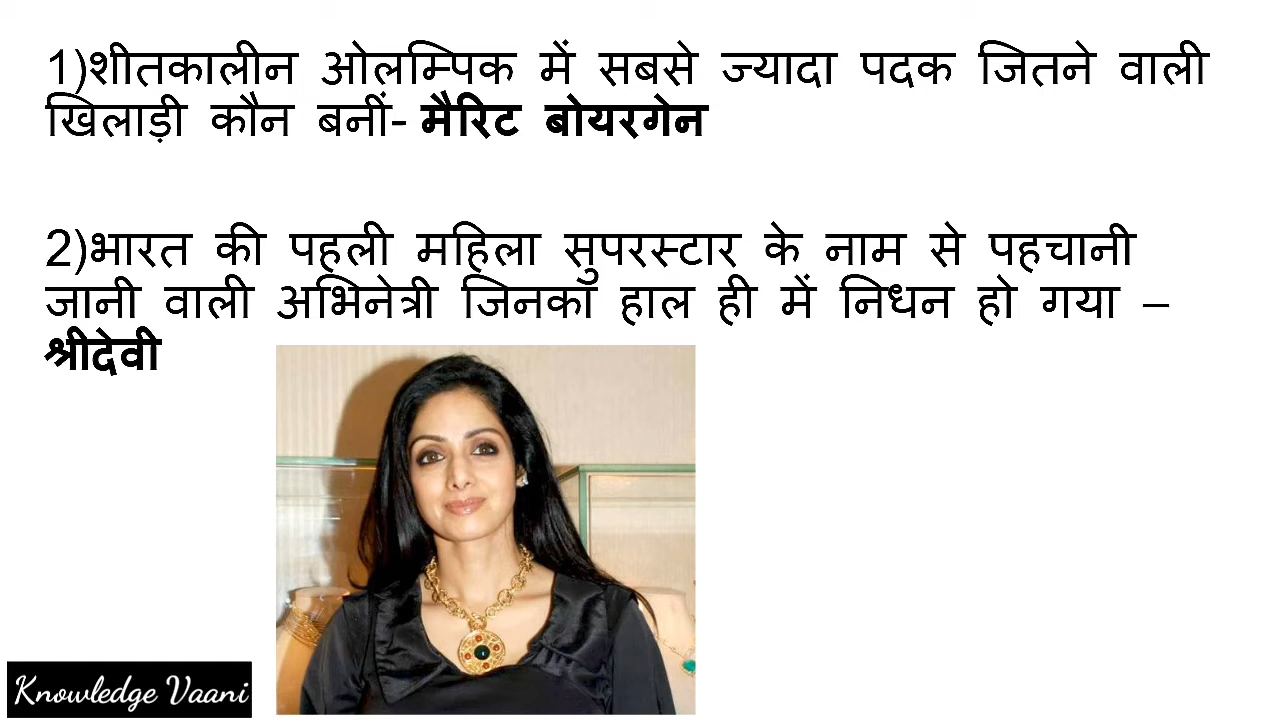 1)शीतकालीन ओलम्पिक में सबसे ज्यादा पदक जितने वाली
खिलाड़ी कौन बनीं- मैरिट बोयरगेन
2)भारत की पहली महिला सुपरस्टार के नाम से पहचानी
जानी वाली अभिनेत्री जिनका हाल ही में निधन हो गया –
श्रीदेवी
Knowledge Vaani